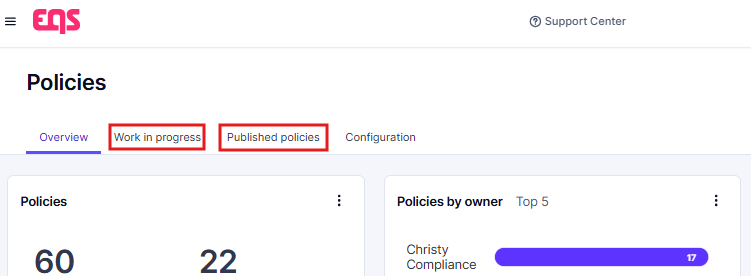 EQS
Support Center
Policies
Overview
Work in progress
Published policies
Configuration
Policies
60
22
Policies by owner Top 5
Christy
Compliance
17